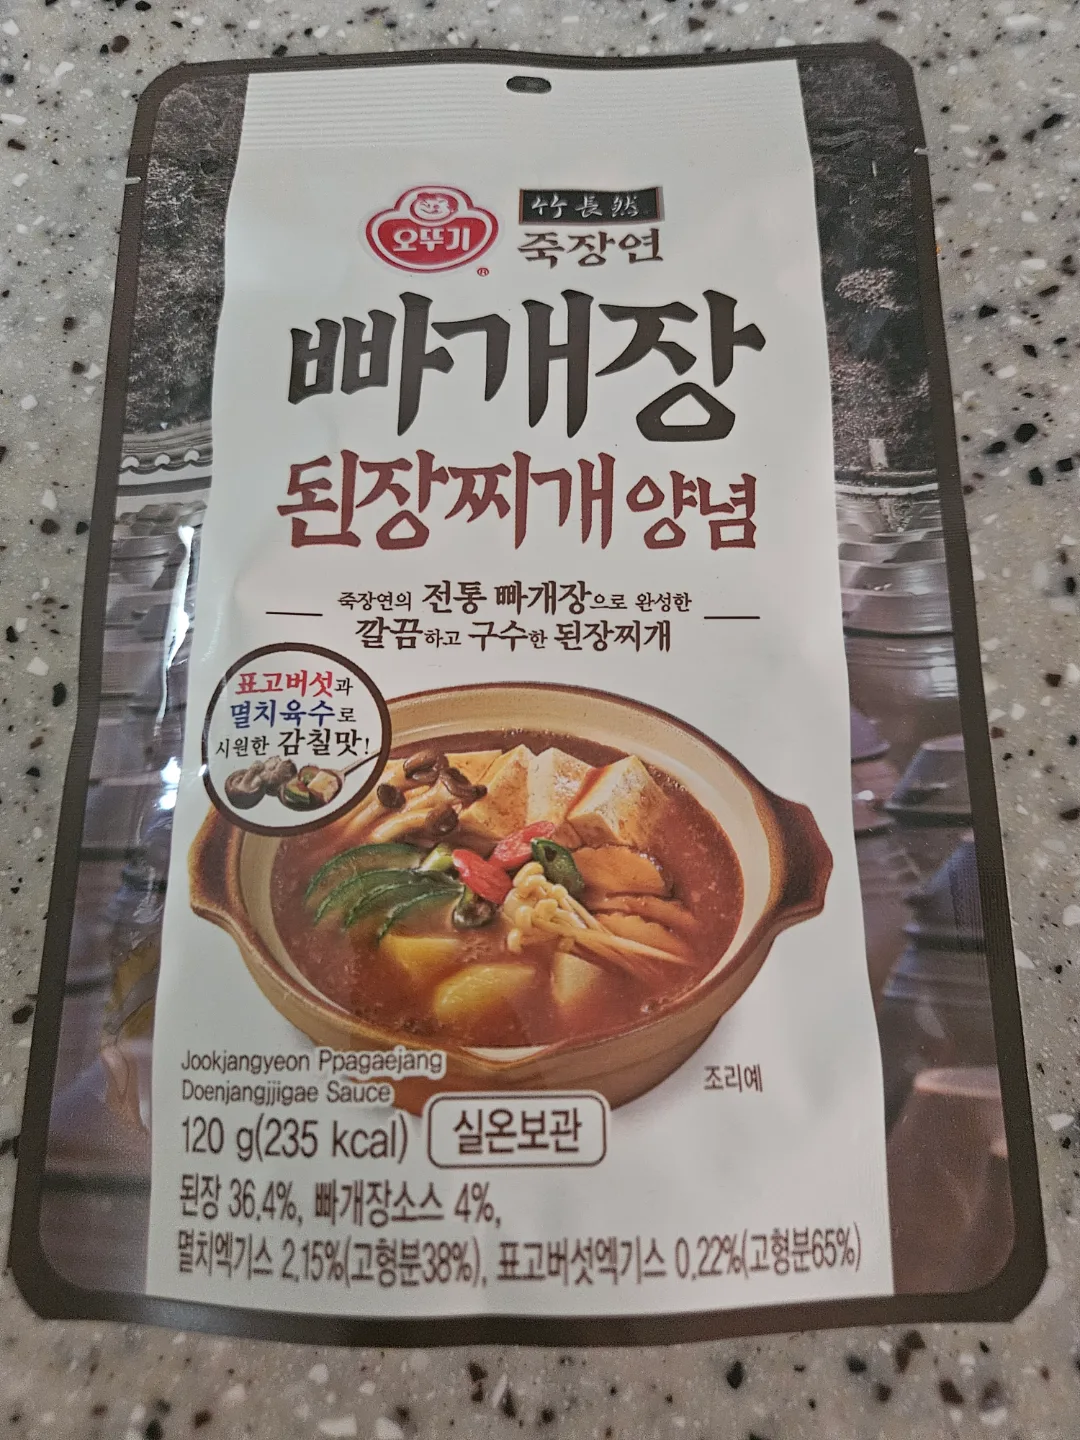 오뚜기
®
竹長然
죽장연
빠개장
된장찌개 양념
죽장연의 전통 빠개장으로 완성한
깔끔하고 구수한 된장찌개
표고버섯과
멸치육수로
시원한 감칠맛!
Jookjangyeon Ppagaejang
Doenjangjjigae Sauce
조리예
120 g(235 kcal) 실온보관
된장 36.4%, 빠개장소스 4%,
멸치엑기스 2.15%(고형분38%), 표고버섯엑기스 0.22%(고형분65%)